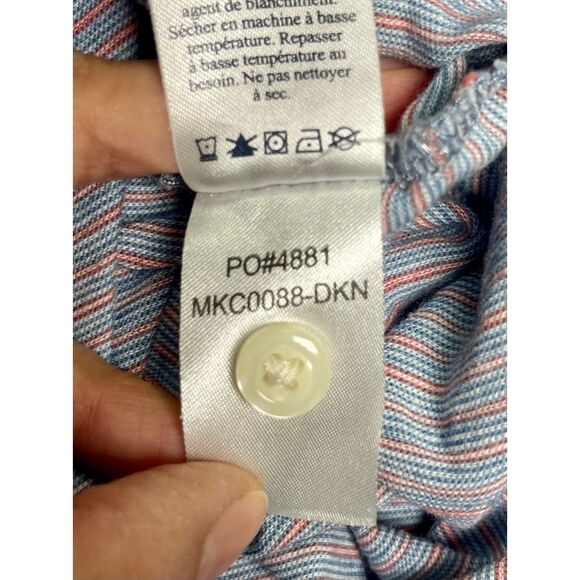 agent de blanchiment.
Sécher en machine à basse
température. Repasser
à basse température au
besoin. Ne pas nettoyer
à sec.
PO#4881
MKC0088-DKN